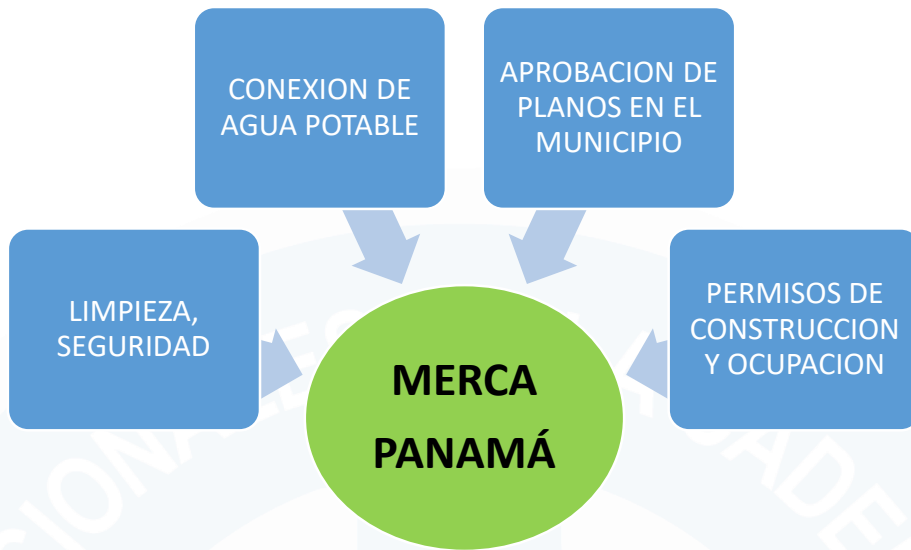 CONEXION DE
AGUA POTABLE
APROBACION DE
PLANOS EN EL
MUNICIPIO
LIMPIEZA,
SEGURIDAD
PERMISOS DE
CONSTRUCCION
Y OCUPACION
MERCA
PANAMÁ